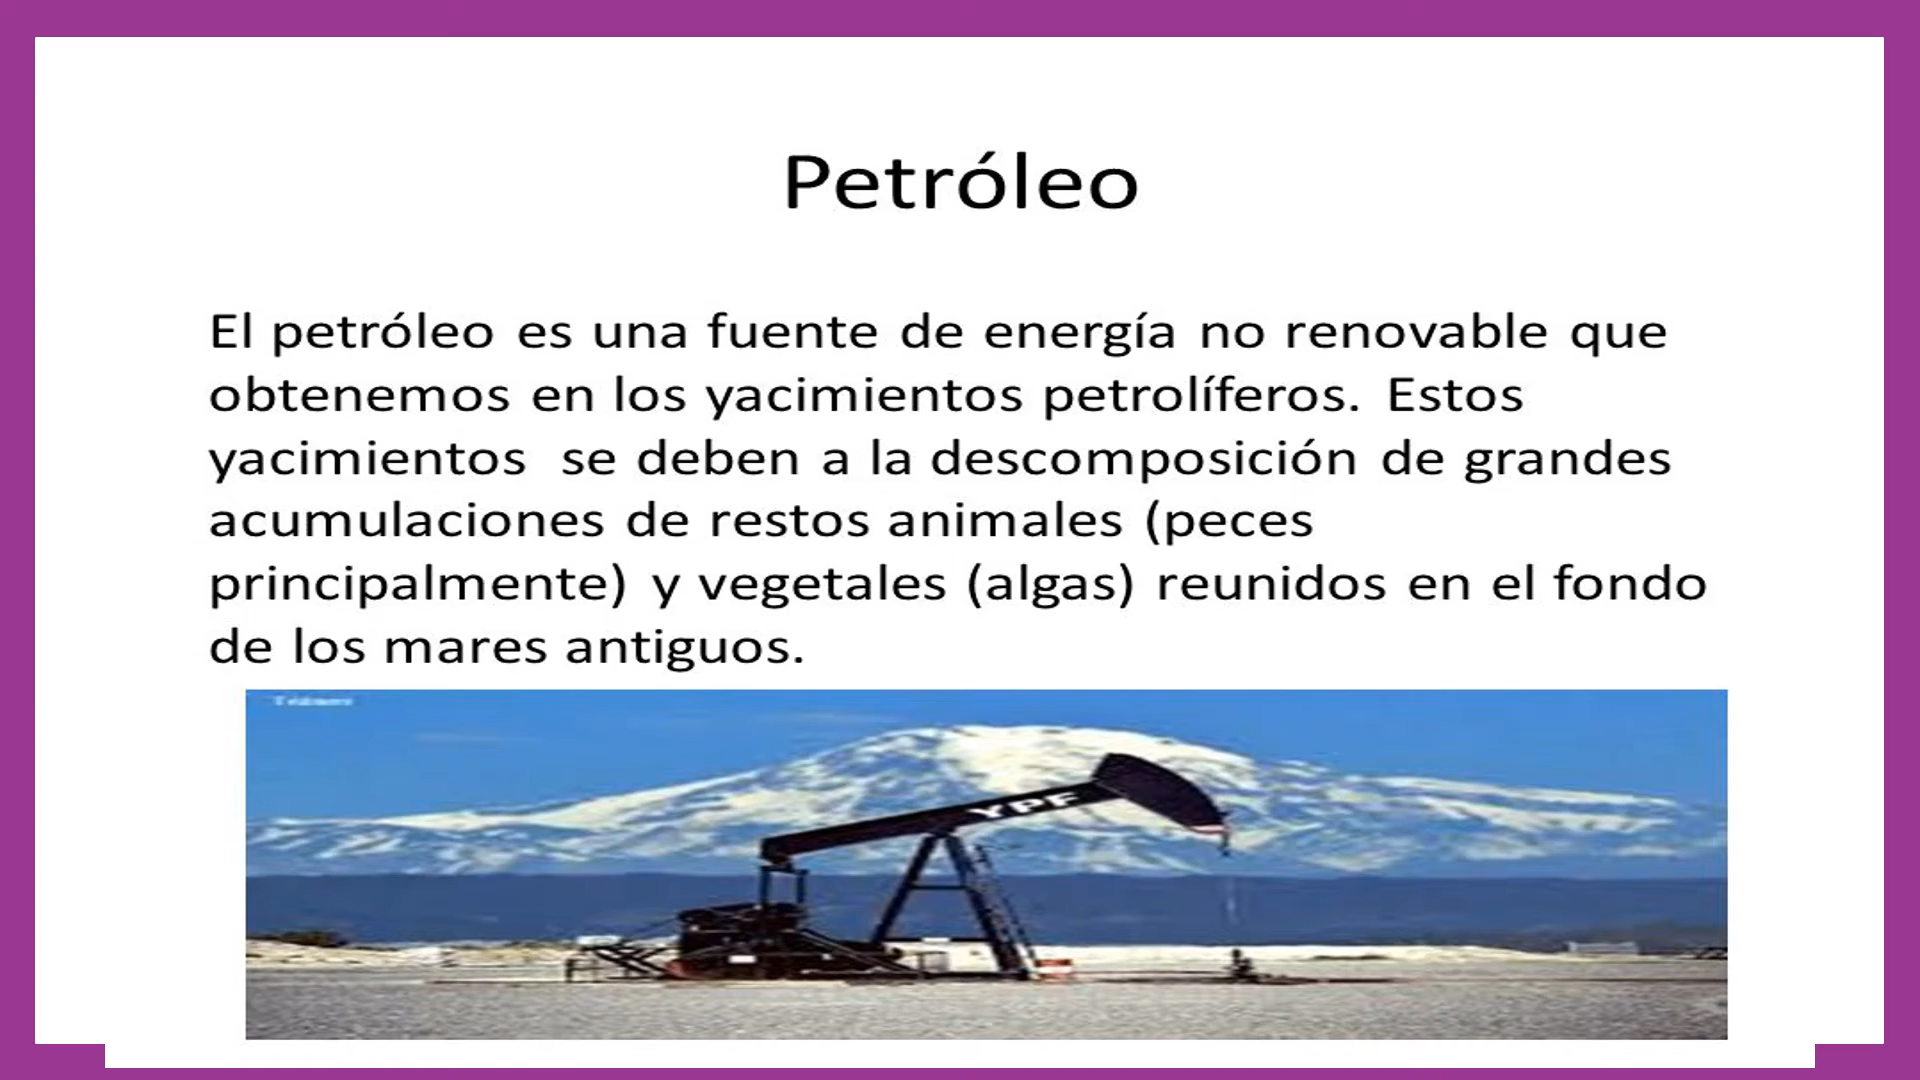 Petróleo
El petróleo es una fuente de energía no renovable que
obtenemos en los yacimientos petrolíferos. Estos
yacimientos se deben a la descomposición de grandes
acumulaciones de restos animales (peces
principalmente) y vegetales (algas) reunidos en el fondo
de los mares antiguos.
YPF